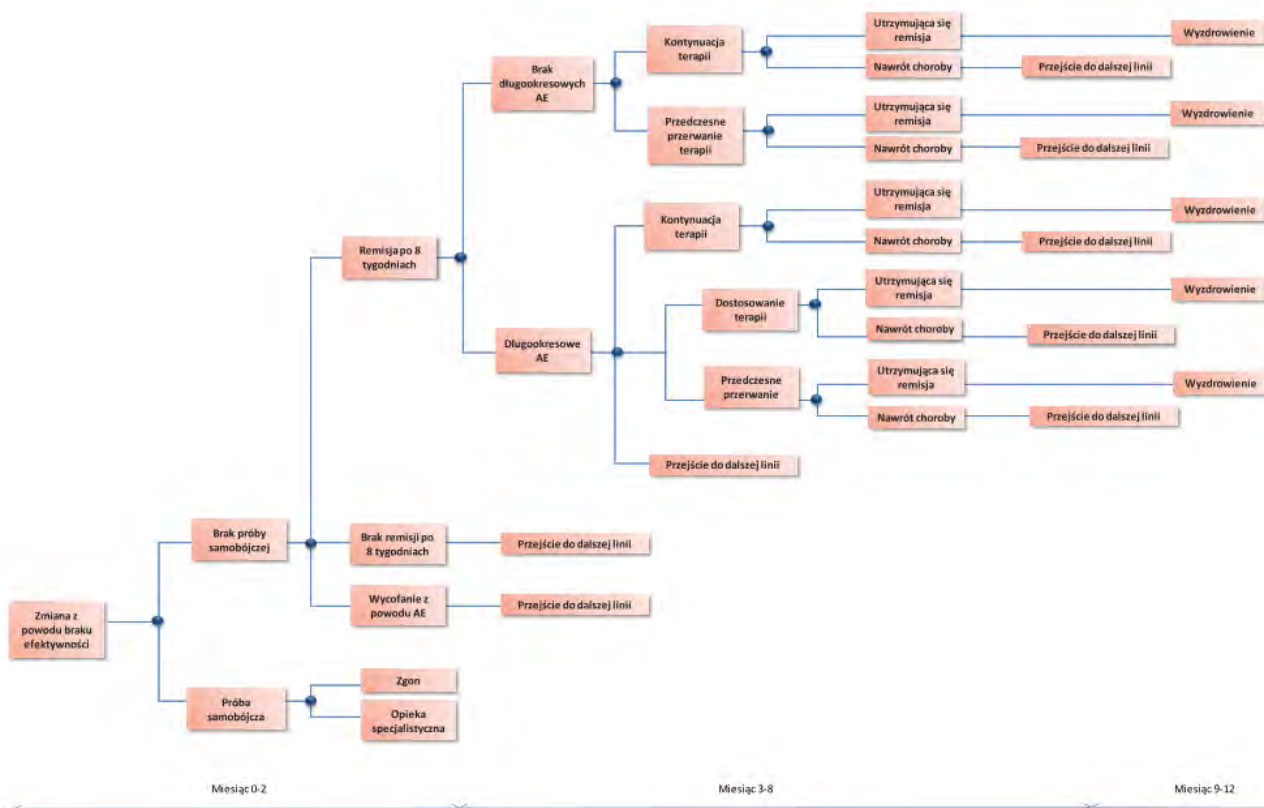 Utrzymująca się
remisja
Wyzdrowienie
Kontynuacja
terapii
Nawrót choroby
Przejście do dalszej linii
Brak
długookresowych
AE
Utrzymująca się
remisja
Wyzdrowienie
Przedczesne
przerwanie
terapii
Nawrót choroby
Przejście do dalszej linii
Utrzymująca się
remisja
Wyzdrowienie
Kontynuacja
terapii
Nawrót choroby
Przejście do dalszej linii
Remisja po 8
tygodniach
Utrzymująca się
remisja
Wyzdrowienie
Dostosowanie
terapii
Nawrót choroby
Przejście do dalszej linii
Długookresowe
AE
Utrzymująca się
remisja
Wyzdrowienie
Przedczesne
przerwanie
Nawrót choroby
Przejście do dalszej linii
Przejście do dalszej linii
Brak próby
samobójczej
Brak remisji po
8 tygodniach
Przejście do dalszej linii
Wycofanie z
powodu AE
Przejście do dalszej linii
Zmiana z
powodu braku
efektywności
Zgon
Próba
samobójcza
Opieka
specjalistyczna
Miesiąc 0-2
Miesiąc 3-8
Miesiąc 9-12